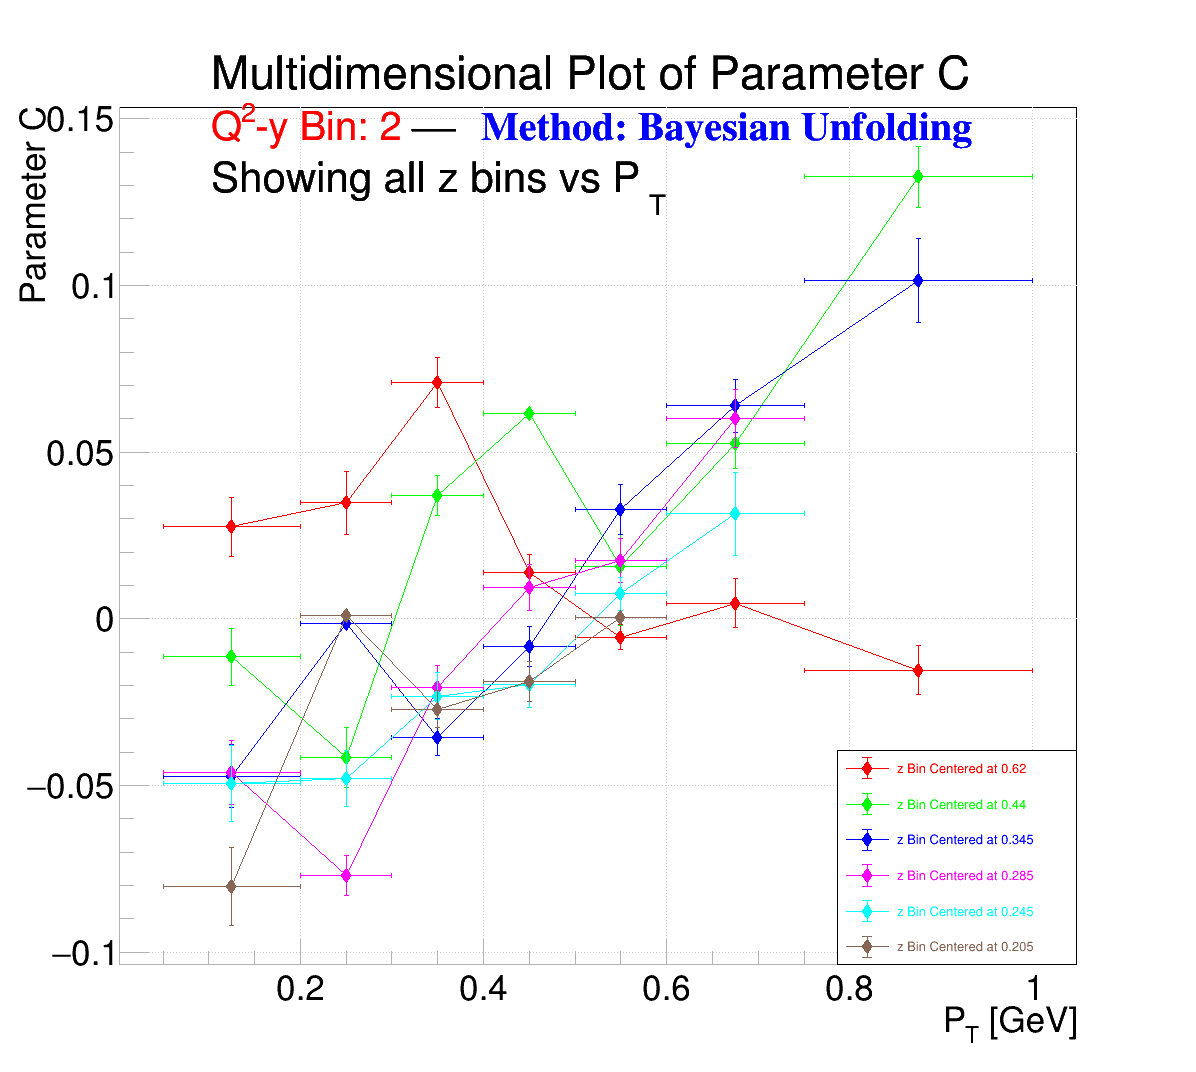 Multidimensional Plot of Parameter C
Q²-y Bin: 2 — Method: Bayesian Unfolding
Showing all z bins vs P_T
Parameter C
0.15
0.1
0.05
0
−0.05
−0.1
0.2 0.4 0.6 0.8 1
P_T [GeV]
z Bin Centered at 0.62
z Bin Centered at 0.44
z Bin Centered at 0.345
z Bin Centered at 0.285
z Bin Centered at 0.245
z Bin Centered at 0.205